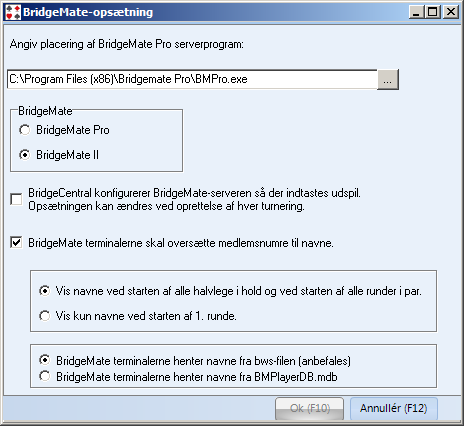 BridgeMate-opsætning
Angiv placering af BridgeMate Pro serverprogram:
C:\Program Files (x86)\Bridgemate Pro\BMPro.exe
...
BridgeMate
BridgeMate Pro
BridgeMate II
BridgeCentral konfigurerer BridgeMate-serveren så der indtastes udspil.
Opsætningen kan ændres ved oprettelse af hver turnering.
BridgeMate terminalerne skal oversætte medlemsnumre til navne.
Vis navne ved starten af alle halvlege i hold og ved starten af alle runder i par.
Vis kun navne ved starten af 1. runde.
BridgeMate terminalerne henter navne fra bws-filen (anbefales)
BridgeMate terminalerne henter navne fra BMPlayerDB.mdb
Ok (F10)
Annullér (F12)